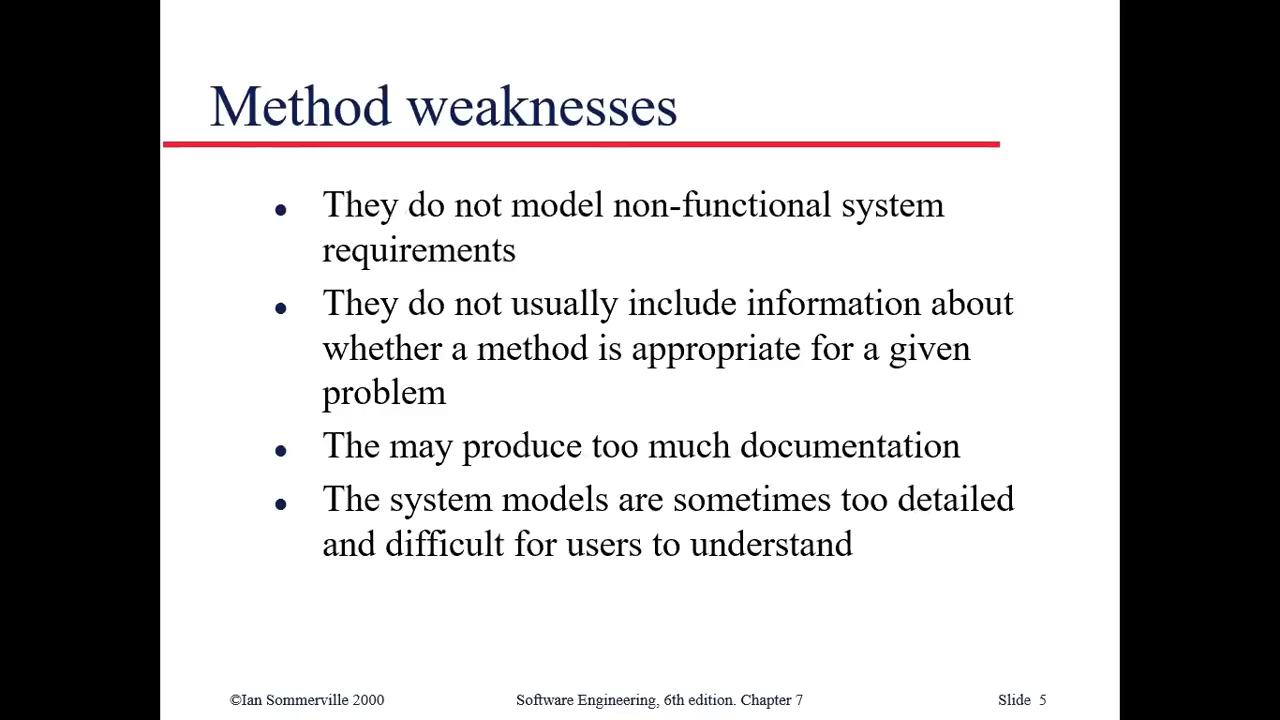 Method weaknesses
● They do not model non-functional system
requirements
● They do not usually include information about
whether a method is appropriate for a given
problem
● The may produce too much documentation
● The system models are sometimes too detailed
and difficult for users to understand
©Ian Sommerville 2000 Software Engineering, 6th edition. Chapter 7 Slide 5